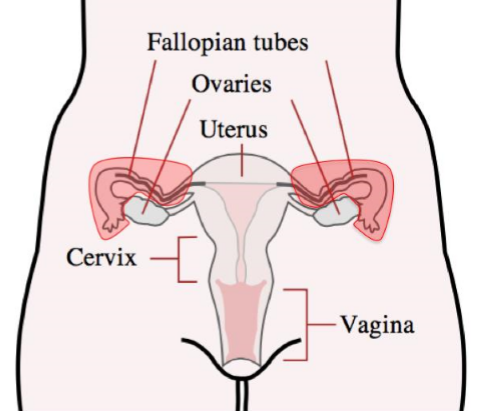 Fallopian tubes
Ovaries
Uterus
Cervix
Vagina